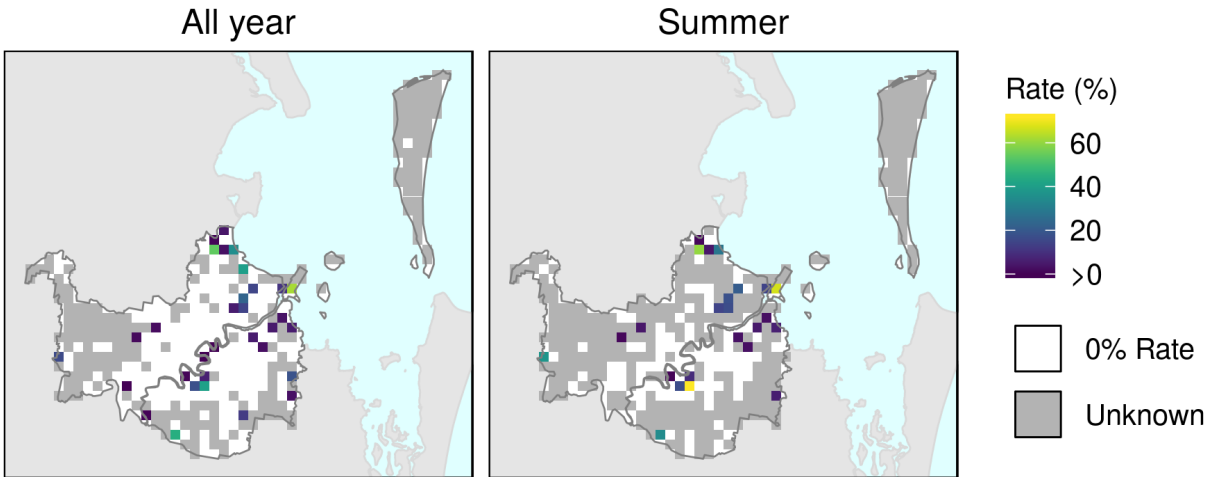 All year
Summer
Rate (%)
60
40
20
>0
0% Rate
Unknown